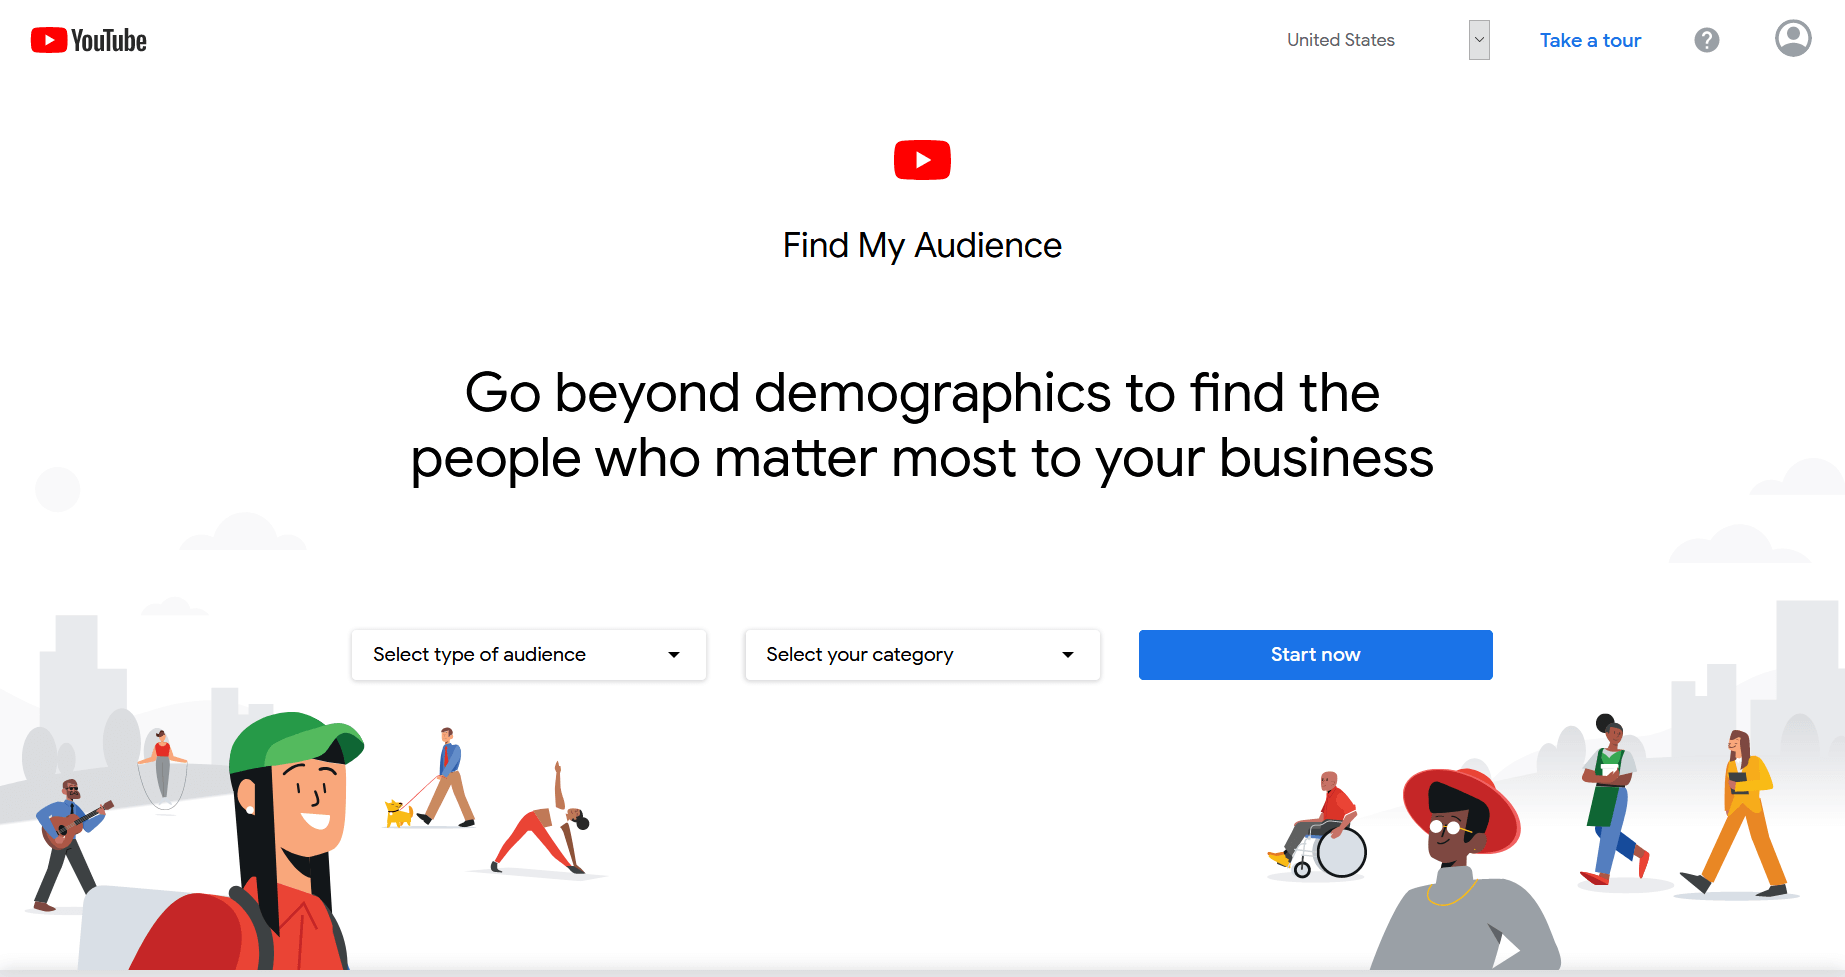 YouTube
United States
Take a tour
?
Find My Audience
Go beyond demographics to find the
people who matter most to your business
Select type of audience
Select your category
Start now